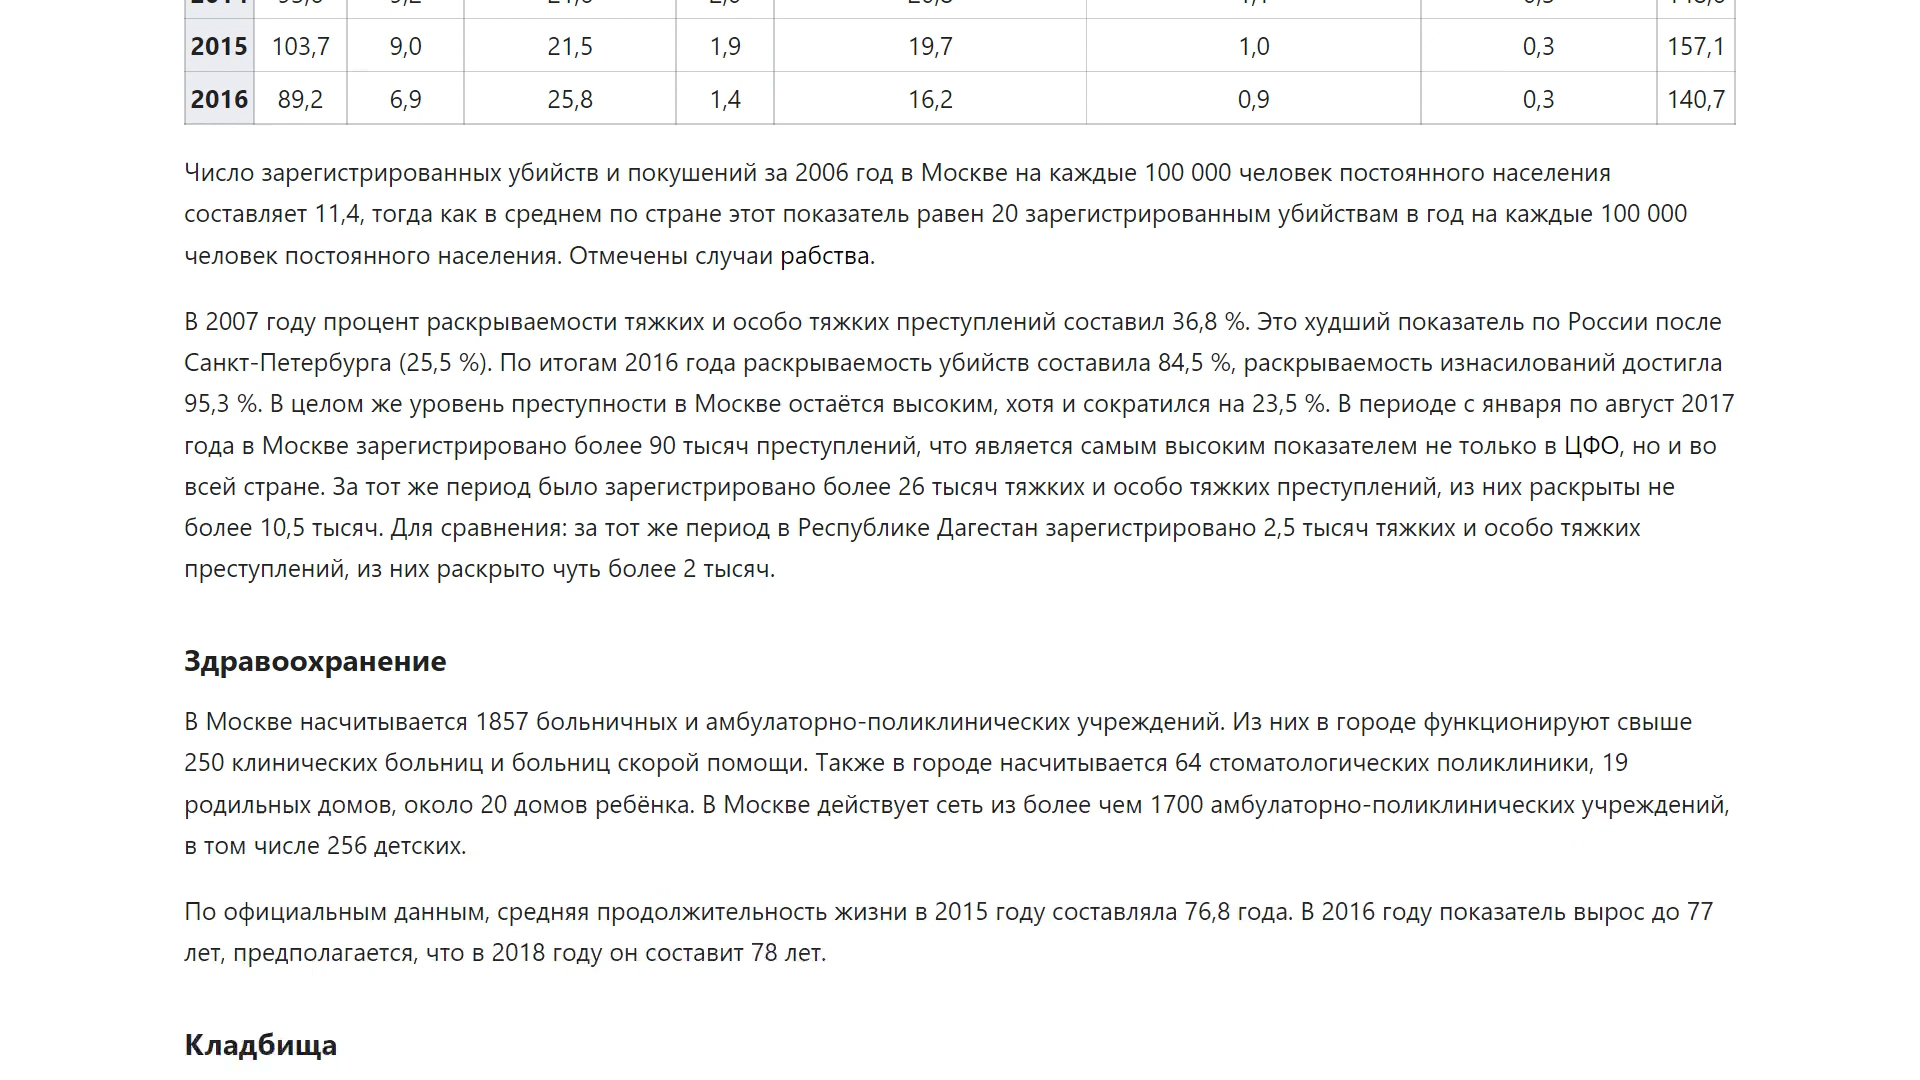 2015 103,7 9,0 21,5 1,9 19,7 1,0 0,3 157,1
2016 89,2 6,9 25,8 1,4 16,2 0,9 0,3 140,7
Число зарегистрированных убийств и покушений за 2006 год в Москве на каждые 100 000 человек постоянного населения
составляет 11,4, тогда как в среднем по стране этот показатель равен 20 зарегистрированным убийствам в год на каждые 100 000
человек постоянного населения. Отмечены случаи рабства.
В 2007 году процент раскрываемости тяжких и особо тяжких преступлений составил 36,8 %. Это худший показатель по России после
Санкт-Петербурга (25,5 %). По итогам 2016 года раскрываемость убийств составила 84,5 %, раскрываемость изнасилований достигла
95,3 %. В целом же уровень преступности в Москве остаётся высоким, хотя и сократился на 23,5 %. В периоде с января по август 2017
года в Москве зарегистрировано более 90 тысяч преступлений, что является самым высоким показателем не только в ЦФО, но и во
всей стране. За тот же период было зарегистрировано более 26 тысяч тяжких и особо тяжких преступлений, из них раскрыты не
более 10,5 тысяч. Для сравнения: за тот же период в Республике Дагестан зарегистрировано 2,5 тысяч тяжких и особо тяжких
преступлений, из них раскрыто чуть более 2 тысяч.
Здравоохранение
В Москве насчитывается 1857 больничных и амбулаторно-поликлинических учреждений. Из них в городе функционируют свыше
250 клинических больниц и больниц скорой помощи. Также в городе насчитывается 64 стоматологических поликлиники, 19
родильных домов, около 20 домов ребёнка. В Москве действует сеть из более чем 1700 амбулаторно-поликлинических учреждений,
в том числе 256 детских.
По официальным данным, средняя продолжительность жизни в 2015 году составляла 76,8 года. В 2016 году показатель вырос до 77
лет, предполагается, что в 2018 году он составит 78 лет.
Кладбища